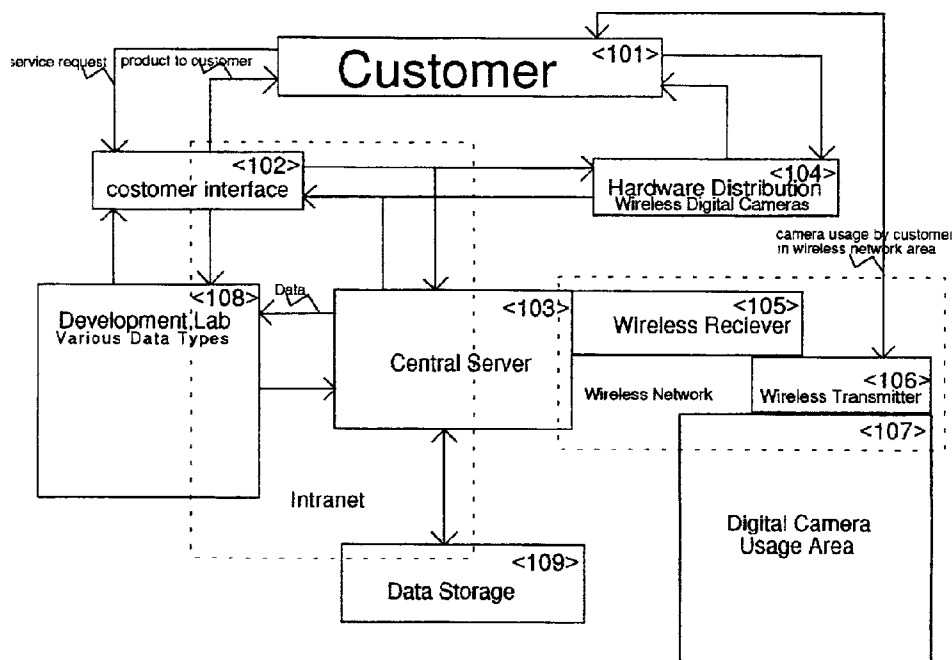 <101>
Customer
service request
product to customer
<102>
costomer interface
<104>
Hardware Distribution
Wireless Digital Cameras
camera usage by customer
in wireless network area
<108>
Development Lab
Various Data Types
Data
<103>
Central Server
<105>
Wireless Reciever
Wireless Network
<106>
Wireless Transmitter
<107>
Digital Camera
Usage Area
Intranet
<109>
Data Storage